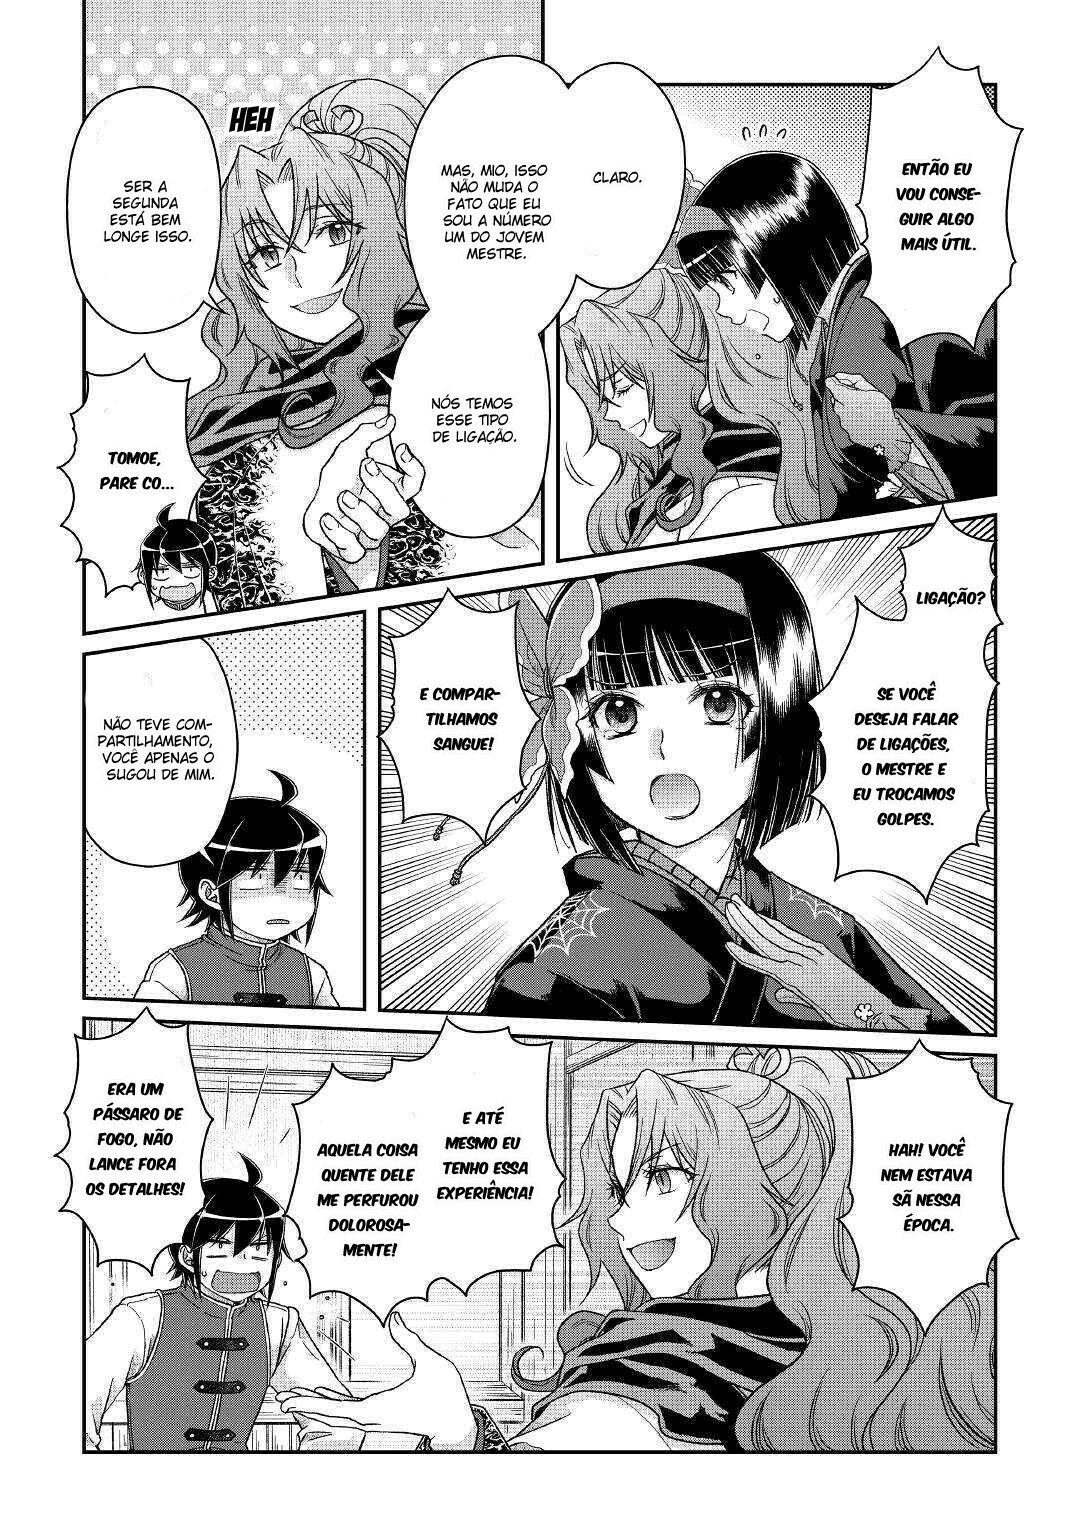 ENTÃO EU
VOU CONSE-
GUIR ALGO
MAIS ÚTIL.
CLARO.
MAS, MIO, ISSO
NÃO MUDA O
FATO QUE EU
SOU A NÚMERO
UM DO JOVEM
MESTRE.
NÓS TEMOS
ESSE TIPO
DE LIGAÇÃO.
HEH
SER A
SEGUNDA
ESTÁ BEM
LONGE ISSO.
TOMOE,
PARE CO...
LIGAÇÃO?
SE VOCÊ
DESEJA FALAR
DE LIGAÇÕES,
O MESTRE E
EU TROCAMOS
GOLPES.
E COMPAR-
TILHAMOS
SANGUE!
NÃO TEVE COM-
PARTILHAMENTO,
VOCÊ APENAS O
SUGOU DE MIM.
HAH! VOCÊ
NEM ESTAVA
SÃ NESSA
ÉPOCA.
E ATÉ
MESMO EU
TENHO ESSA
EXPERIÊNCIA!
AQUELA COISA
QUENTE DELE
ME PERFUROU
DOLOROSA-
MENTE!
ERA UM
PÁSSARO DE
FOGO, NÃO
LANCE FORA
OS DETALHES!